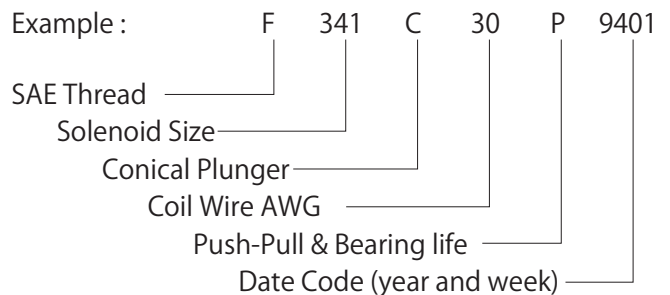 Example : F 341 C 30 P 9401
SAE Thread
Solenoid Size
Conical Plunger
Coil Wire AWG
Push-Pull & Bearing life
Date Code (year and week)